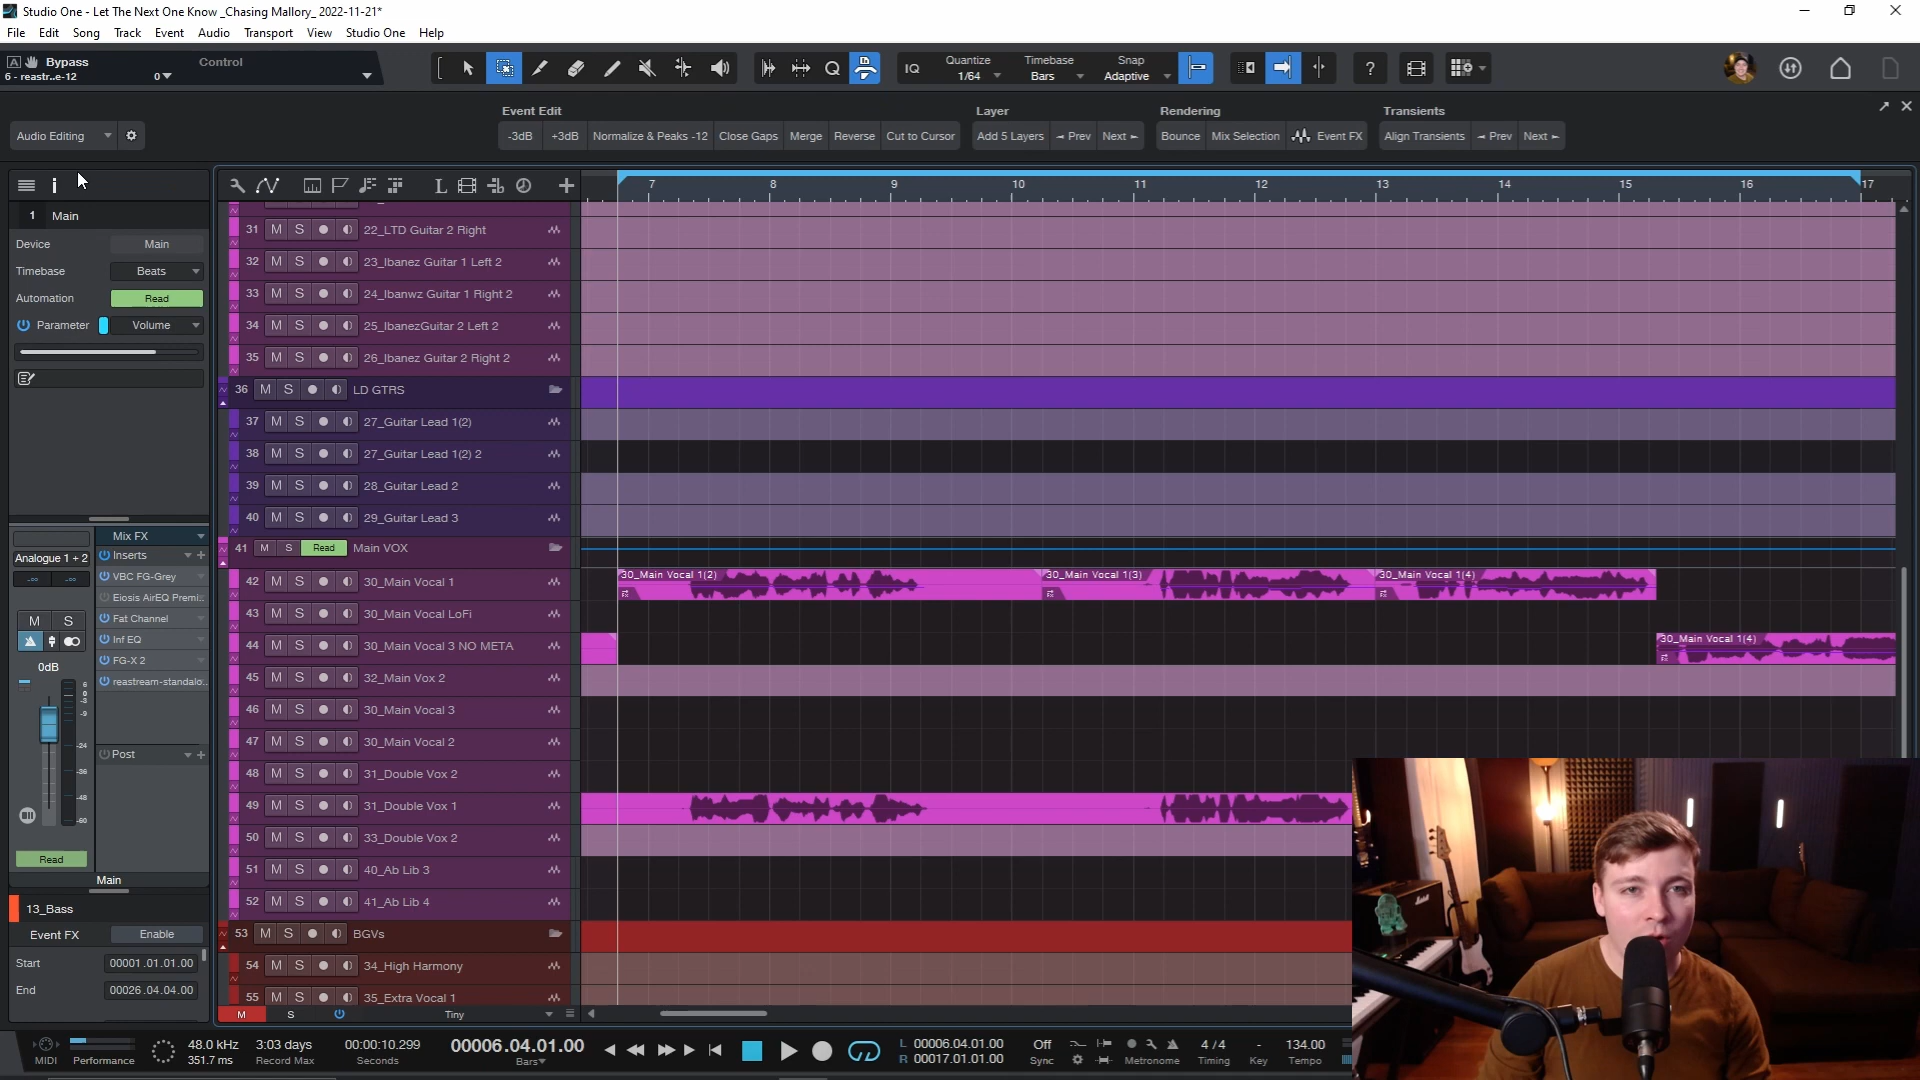 Studio One - Let The Next One Know _Chasing Mallory_ 2022-11-21*
File Edit Song Track Event Audio Transport View Studio One Help
A Bypass Control
6 - reastr..e-12 0
IQ Quantize Timebase Snap
1/64 Bars Adaptive
?
Event Edit Layer Rendering Transients
Audio Editing -3dB +3dB Normalize & Peaks -12 Close Gaps Merge Reverse Cut to Cursor Add 5 Layers Prev Next Bounce Mix Selection Event FX Align Transients Prev Next
7 8 9 10 11 12 13 14 15 16 17
1 Main
Device Main
Timebase Beats
Automation Read
Parameter Volume
31 M S 22_LTD Guitar 2 Right
32 M S 23_Ibanez Guitar 1 Left 2
33 M S 24_Ibanwz Guitar 1 Right 2
34 M S 25_IbanezGuitar 2 Left 2
35 M S 26_Ibanez Guitar 2 Right 2
36 M S LD GTRS
37 M S 27_Guitar Lead 1(2)
38 M S 27_Guitar Lead 1(2) 2
39 M S 28_Guitar Lead 2
40 M S 29_Guitar Lead 3
41 M S Read Main VOX
42 M S 30_Main Vocal 1
30_Main Vocal 1(2) 30_Main Vocal 1(3) 30_Main Vocal 1(4)
43 M S 30_Main Vocal LoFi
44 M S 30_Main Vocal 3 NO META
30_Main Vocal 1(4)
45 M S 32_Main Vox 2
46 M S 30_Main Vocal 3
47 M S 30_Main Vocal 2
48 M S 31_Double Vox 2
49 M S 31_Double Vox 1
50 M S 33_Double Vox 2
51 M S 40_Ab Lib 3
52 M S 41_Ab Lib 4
53 M S BGVs
54 M S 34_High Harmony
55 M S 35_Extra Vocal 1
M S Tiny
Mix FX
Analogue 1 + 2 Inserts
-∞ -∞ VBC FG-Grey
Eiosis AirEQ Premi..
M S Fat Channel
Inf EQ
0dB FG-X 2
reastream-standalo..
6
0
-3
-9
-24
-36
-48
-60
Post
Read
Main
13_Bass
Event FX Enable
Start 00001.01.01.00
End 00026.04.04.00
MIDI Performance
48.0 kHz
351.7 ms
3:03 days
Record Max
00:00:10.299
Seconds
00006.04.01.00
Bars
L 00006.04.01.00
R 00017.01.01.00
Off
Sync
Metronome
4 / 4
Timing
-
Key
134.00
Tempo